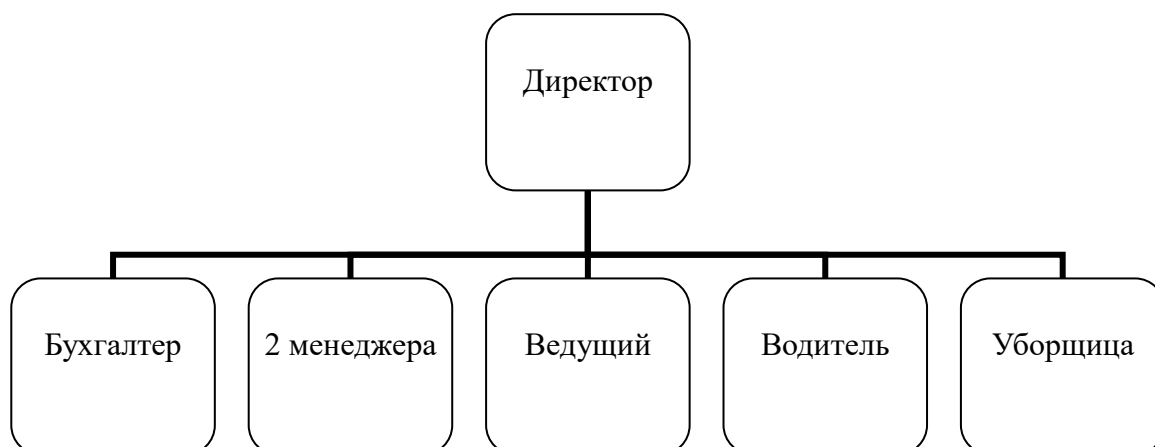 Директор
Бухгалтер
2 менеджера
Ведущий
Водитель
Уборщица